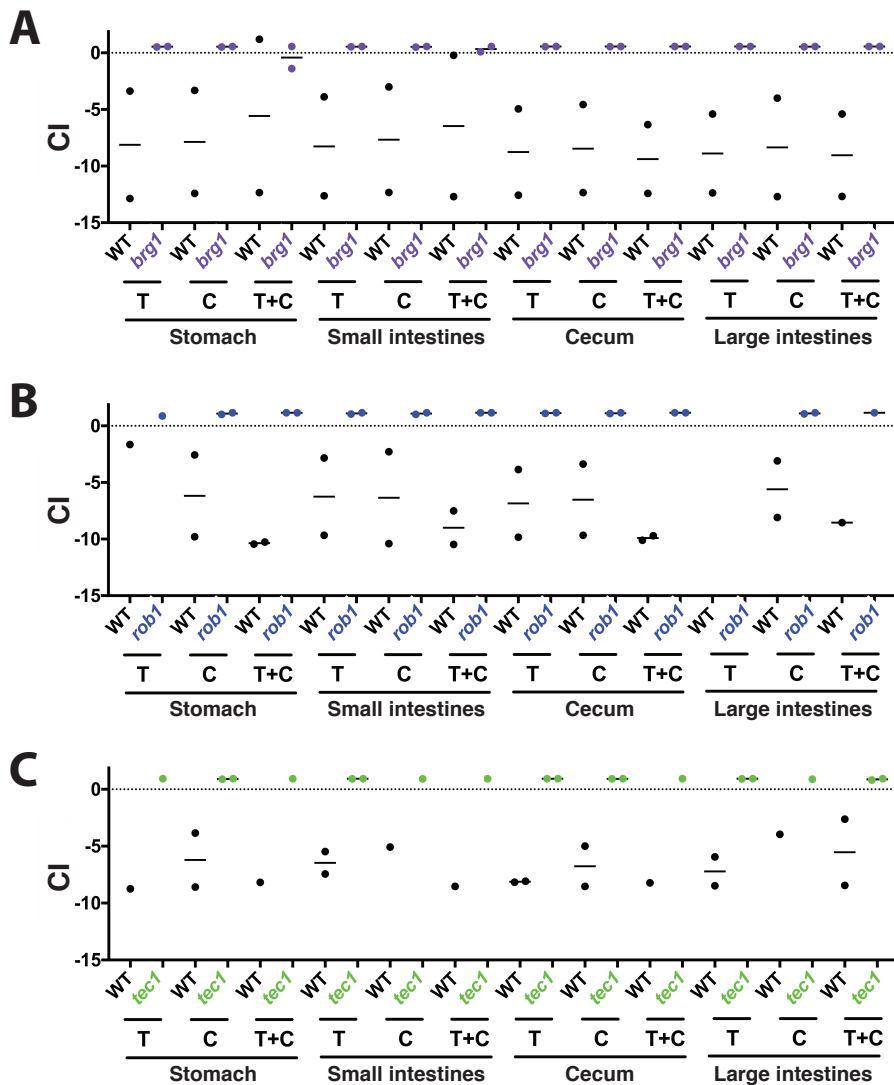 A
CI
0
-5
-10
-15
WT brg1 WT brg1 WT brg1 WT brg1 WT brg1 WT brg1 WT brg1 WT brg1 WT brg1 WT brg1 WT brg1 WT brg1
T C T+C T C T+C T C T+C T C T+C
Stomach Small intestines Cecum Large intestines
B
CI
0
-5
-10
-15
WT rob1 WT rob1 WT rob1 WT rob1 WT rob1 WT rob1 WT rob1 WT rob1 WT rob1 WT rob1 WT rob1 WT rob1
T C T+C T C T+C T C T+C T C T+C
Stomach Small intestines Cecum Large intestines
C
CI
0
-5
-10
-15
WT tec1 WT tec1 WT tec1 WT tec1 WT tec1 WT tec1 WT tec1 WT tec1 WT tec1 WT tec1 WT tec1 WT tec1
T C T+C T C T+C T C T+C T C T+C
Stomach Small intestines Cecum Large intestines